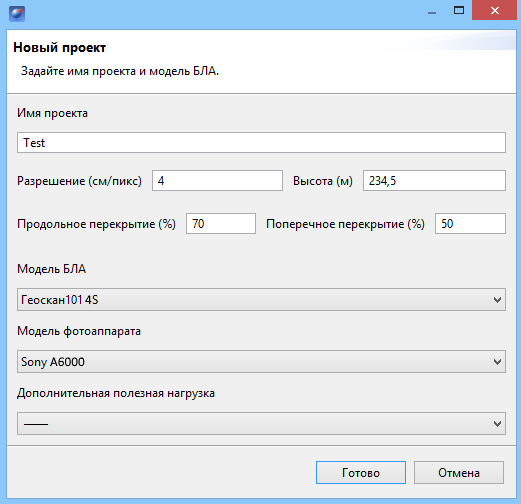 Новый проект
Задайте имя проекта и модель БЛА.
Имя проекта
Test
Разрешение (см/пикс) 4 Высота (м) 234,5
Продольное перекрытие (%) 70 Поперечное перекрытие (%) 50
Модель БЛА
Геоскан101 4S
Модель фотоаппарата
Sony A6000
Дополнительная полезная нагрузка
——
Готово Отмена